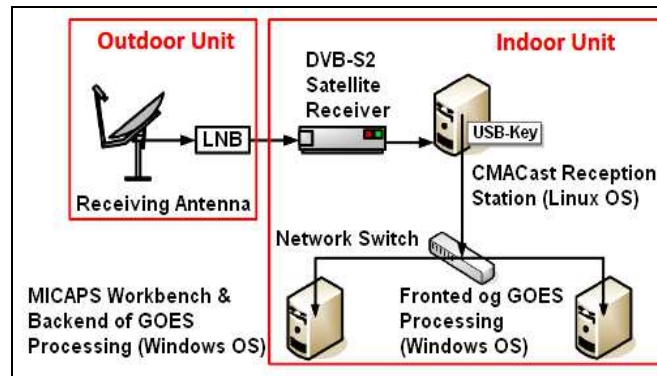 Outdoor Unit
Indoor Unit
DVB-S2
Satellite
Receiver
LNB
USB-Key
Receiving Antenna
CMACast Reception
Station (Linux OS)
Network Switch
MICAPS Workbench &
Backend of GOES
Processing (Windows OS)
Fronted og GOES
Processing
(Windows OS)